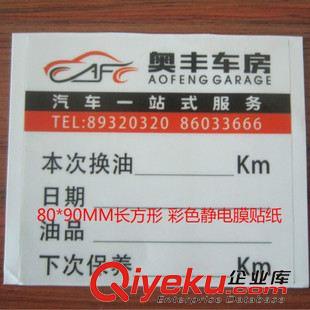 AFC 奥丰车房
AOFENG GARAGE
汽车一站式服务
TEL:89320320 86033666
本次换油 Km
日期
80*90MM长方形 彩色静电膜贴纸
油品
下次保养 Km
Qiyeku.com 企业库
Enterprise Database